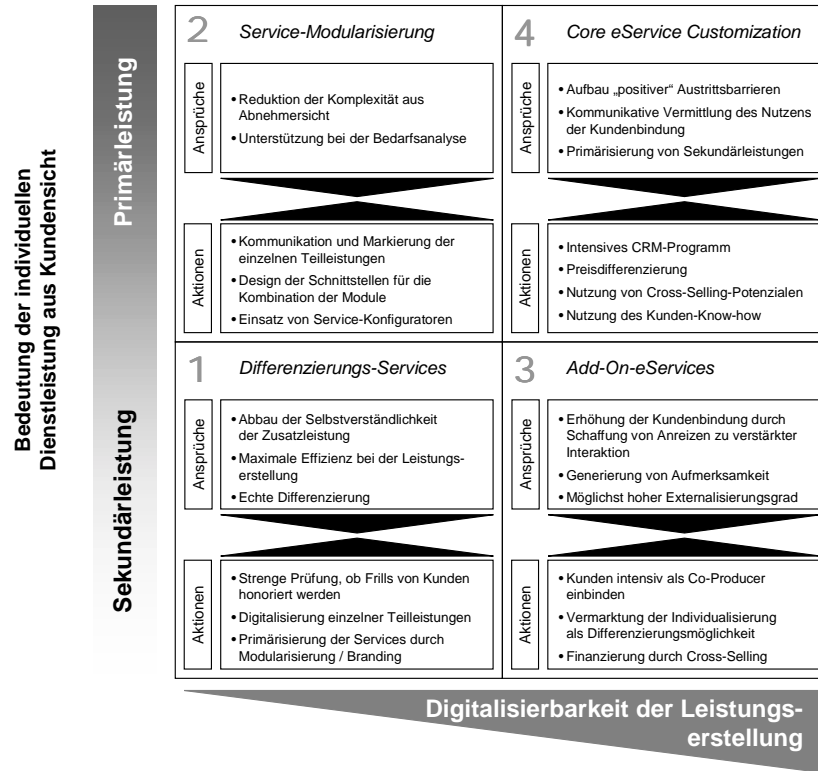 Bedeutung der individuellen
Dienstleistung aus Kundensicht
Primärleistung
Sekundärleistung
2
Service-Modularisierung
Ansprüche
• Reduktion der Komplexität aus
Abnehmersicht
• Unterstützung bei der Bedarfsanalyse
Aktionen
• Kommunikation und Markierung der
einzelnen Teilleistungen
• Design der Schnittstellen für die
Kombination der Module
• Einsatz von Service-Konfiguratoren
4
Core eService Customization
Ansprüche
• Aufbau „positiver" Austrittsbarrieren
• Kommunikative Vermittlung des Nutzens
der Kundenbindung
• Primärisierung von Sekundärleistungen
Aktionen
• Intensives CRM-Programm
• Preisdifferenzierung
• Nutzung von Cross-Selling-Potenzialen
• Nutzung des Kunden-Know-how
1
Differenzierungs-Services
Ansprüche
• Abbau der Selbstverständlichkeit
der Zusatzleistung
• Maximale Effizienz bei der Leistungs-
erstellung
• Echte Differenzierung
Aktionen
• Strenge Prüfung, ob Frills von Kunden
honoriert werden
• Digitalisierung einzelner Teilleistungen
• Primärisierung der Services durch
Modularisierung / Branding
3
Add-On-eServices
Ansprüche
• Erhöhung der Kundenbindung durch
Schaffung von Anreizen zu verstärkter
Interaktion
• Generierung von Aufmerksamkeit
• Möglichst hoher Externalisierungsgrad
Aktionen
• Kunden intensiv als Co-Producer
einbinden
• Vermarktung der Individualisierung
als Differenzierungsmöglichkeit
• Finanzierung durch Cross-Selling
Digitalisierbarkeit der Leistungs-
erstellung